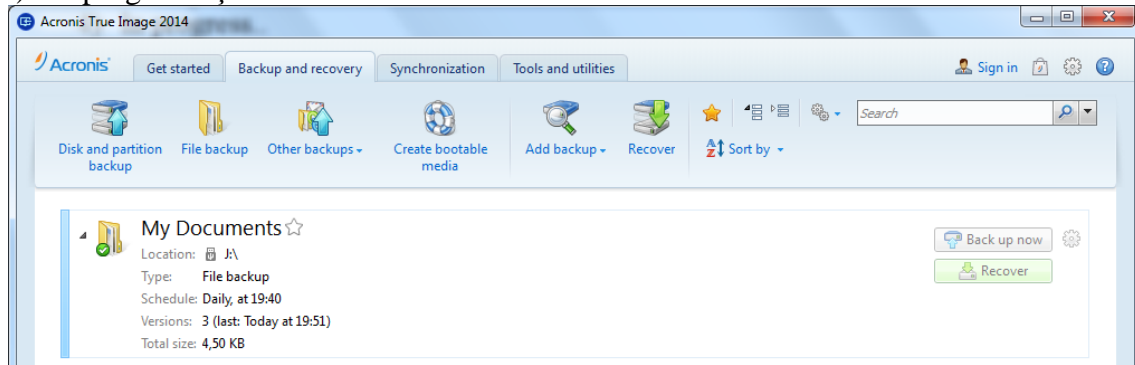 Acronis True Image 2014
Acronis
Get started
Backup and recovery
Synchronization
Tools and utilities
Sign in
9
Disk and partition
backup
File backup
Other backups
Create bootable
media
Add backup
Recover
Search
Sort by
My Documents
Location: J:\
Type: File backup
Schedule: Daily, at 19:40
Versions: 3 (last: Today at 19:51)
Total size: 4,50 KB
Back up now
Recover